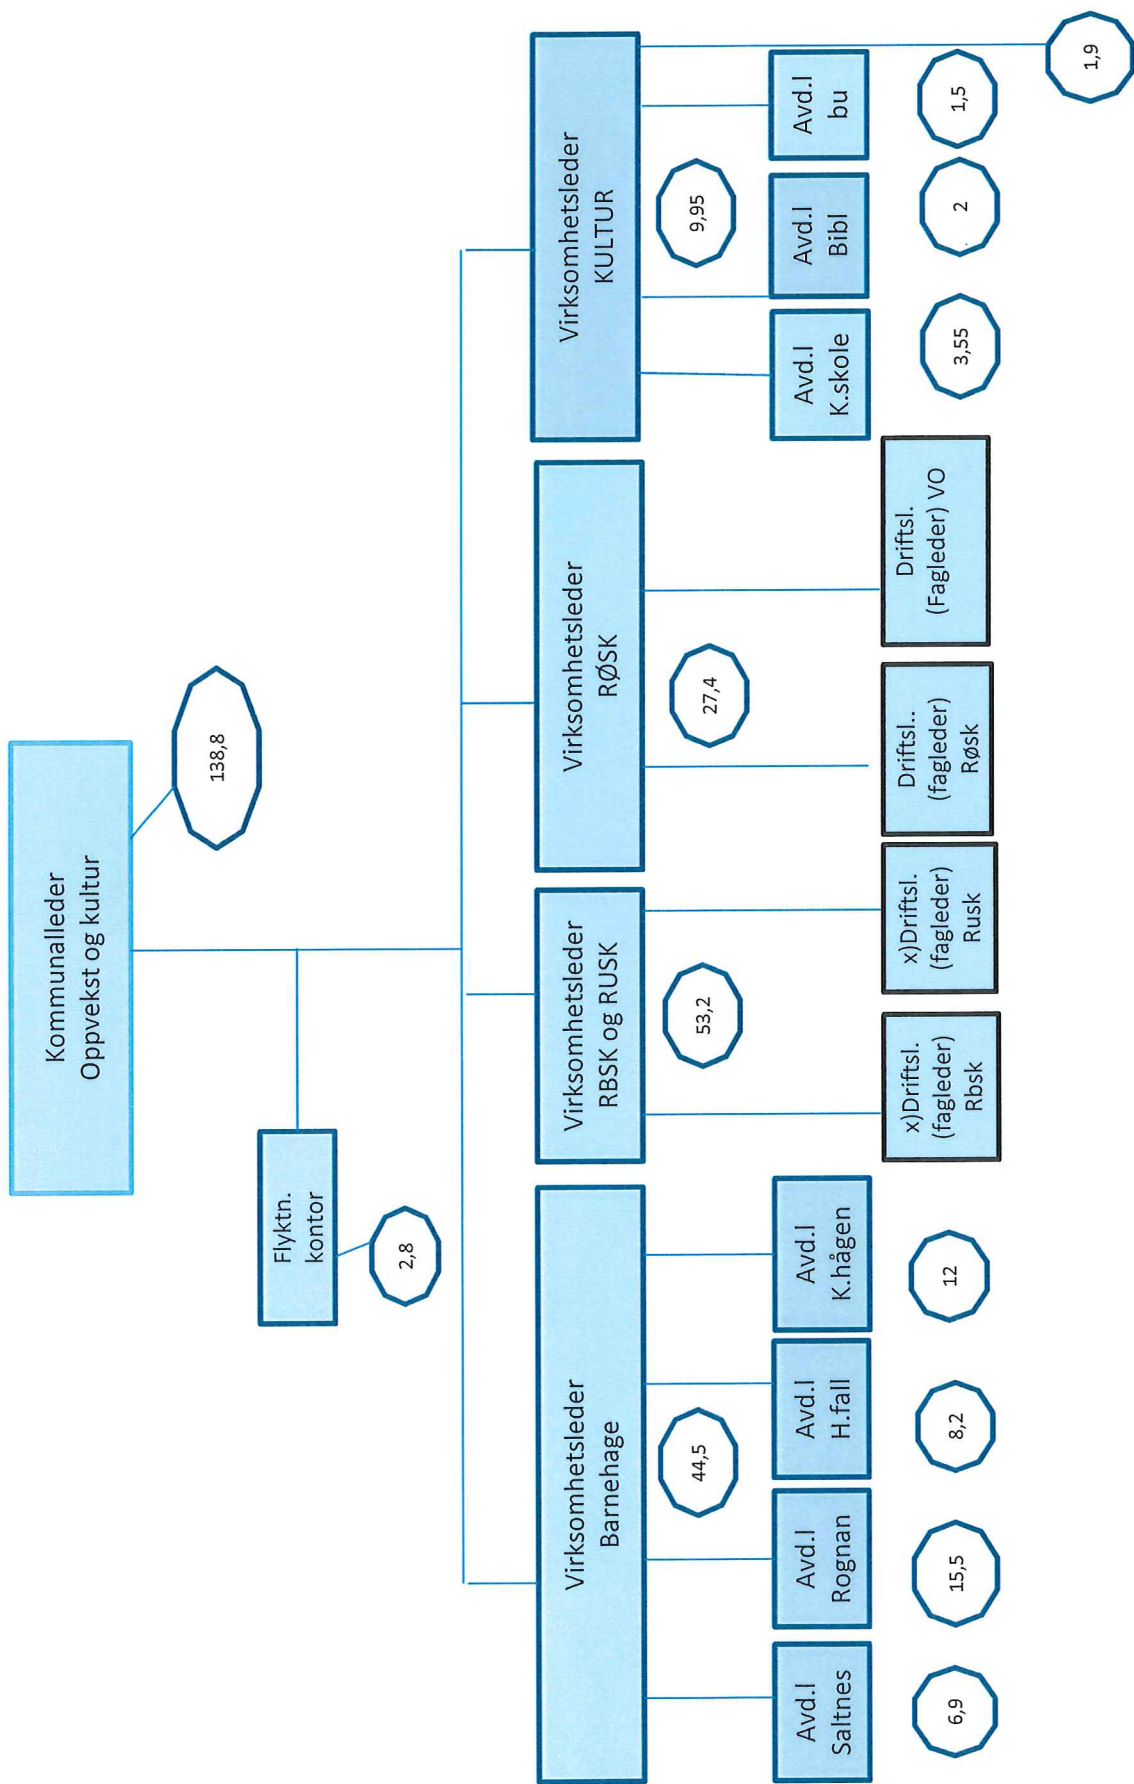 Kommunalleder
Oppvekst og kultur
138,8
Flyktn.
kontor
2,8
Virksomhetsleder
Barnehage
44,5
Virksomhetsleder
RBSK og RUSK
53,2
Virksomhetsleder
RØSK
27,4
Virksomhetsleder
KULTUR
9,95
Avd.l
Saltnes
6,9
Avd.l
Rognan
15,5
Avd.l
H.fall
8,2
Avd.l
K.hågen
12
x)Driftsl.
(fagleder)
Rbsk
x)Driftsl.
(fagleder)
Rusk
Driftsl..
(fagleder)
Røsk
Driftsl.
(Fagleder) VO
Avd.l
K.skole
3,55
Avd.l
Bibl
2
Avd.l
bu
1,5
1,9